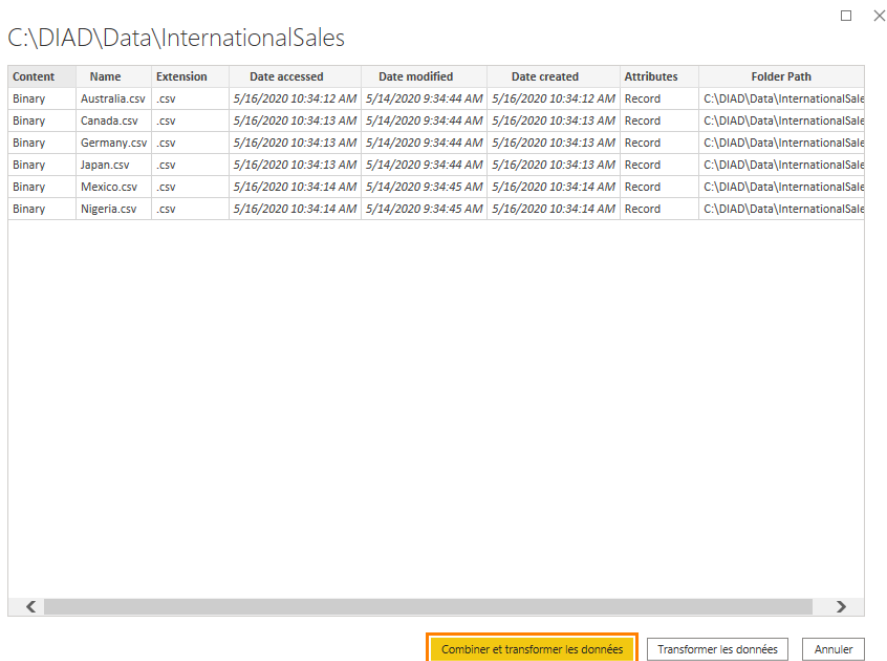 C:\DIAD\Data\InternationalSales
Content Name Extension Date accessed Date modified Date created Attributes Folder Path
Binary Australia.csv .csv 5/16/2020 10:34:12 AM 5/14/2020 9:34:44 AM 5/16/2020 10:34:12 AM Record C:\DIAD\Data\InternationalSale
Binary Canada.csv .csv 5/16/2020 10:34:13 AM 5/14/2020 9:34:44 AM 5/16/2020 10:34:13 AM Record C:\DIAD\Data\InternationalSale
Binary Germany.csv .csv 5/16/2020 10:34:13 AM 5/14/2020 9:34:44 AM 5/16/2020 10:34:13 AM Record C:\DIAD\Data\InternationalSale
Binary Japan.csv .csv 5/16/2020 10:34:13 AM 5/14/2020 9:34:44 AM 5/16/2020 10:34:13 AM Record C:\DIAD\Data\InternationalSale
Binary Mexico.csv .csv 5/16/2020 10:34:14 AM 5/14/2020 9:34:45 AM 5/16/2020 10:34:14 AM Record C:\DIAD\Data\InternationalSale
Binary Nigeria.csv .csv 5/16/2020 10:34:14 AM 5/14/2020 9:34:45 AM 5/16/2020 10:34:14 AM Record C:\DIAD\Data\InternationalSale
Combiner et transformer les données Transformer les données Annuler